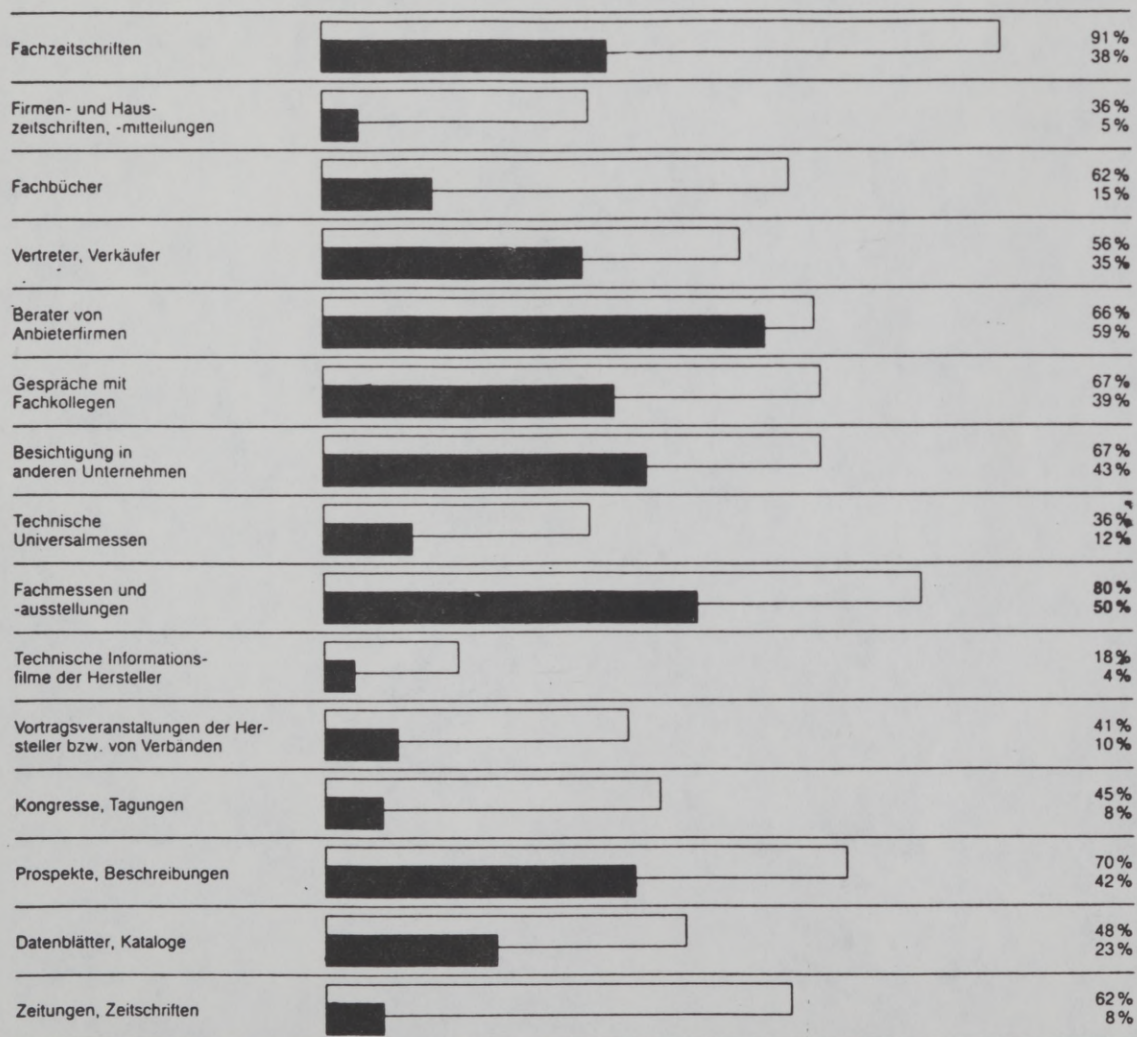 Fachzeitschriften
91 %
38 %
Firmen- und Haus-
zeitschriften, -mitteilungen
36 %
5 %
Fachbücher
62 %
15 %
Vertreter, Verkäufer
56 %
35 %
Berater von
Anbieterfirmen
66 %
59 %
Gespräche mit
Fachkollegen
67 %
39 %
Besichtigung in
anderen Unternehmen
67 %
43 %
Technische
Universalmessen
36 %
12 %
Fachmessen und
-ausstellungen
80 %
50 %
Technische Informations-
filme der Hersteller
18 %
4 %
Vortragsveranstaltungen der Her-
steller bzw. von Verbanden
41 %
10 %
Kongresse, Tagungen
45 %
8 %
Prospekte, Beschreibungen
70 %
42 %
Datenblätter, Kataloge
48 %
23 %
Zeitungen, Zeitschriften
62 %
8 %